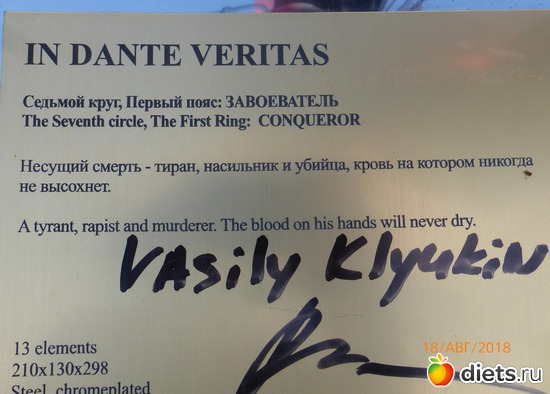 IN DANTE VERITAS
Седьмой круг, Первый пояс: ЗАВОЕВАТЕЛЬ
The Seventh circle, The First Ring: CONQUEROR
Несущий смерть - тиран, насильник и убийца, кровь на котором никогда
не высохнет.
A tyrant, rapist and murderer. The blood on his hands will never dry.
Vasily Klyukin
13 elements
210x130x298
Steel, chromeplated
18/АВГ/2018
diets.ru